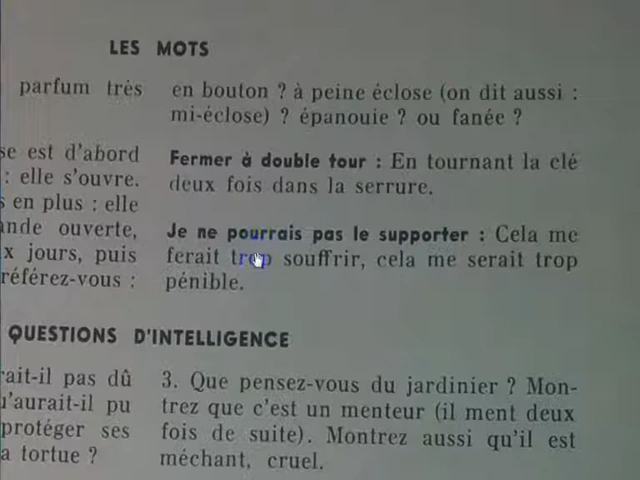 LES MOTS
parfum très
se est d'abord
: elle s'ouvre.
en plus : elle
ande ouverte,
x jours, puis
référez-vous :
en bouton ? à peine éclose (on dit aussi :
mi-éclose) ? épanouie ? ou fanée ?
Fermer à double tour : En tournant la clé
deux fois dans la serrure.
Je ne pourrais pas le supporter : Cela me
ferait trop souffrir, cela me serait trop
pénible.
QUESTIONS D'INTELLIGENCE
rait-il pas dû
u'aurait-il pu
protéger ses
a tortue ?
3. Que pensez-vous du jardinier ? Mon-
trez que c'est un menteur (il ment deux
fois de suite). Montrez aussi qu'il est
méchant, cruel.